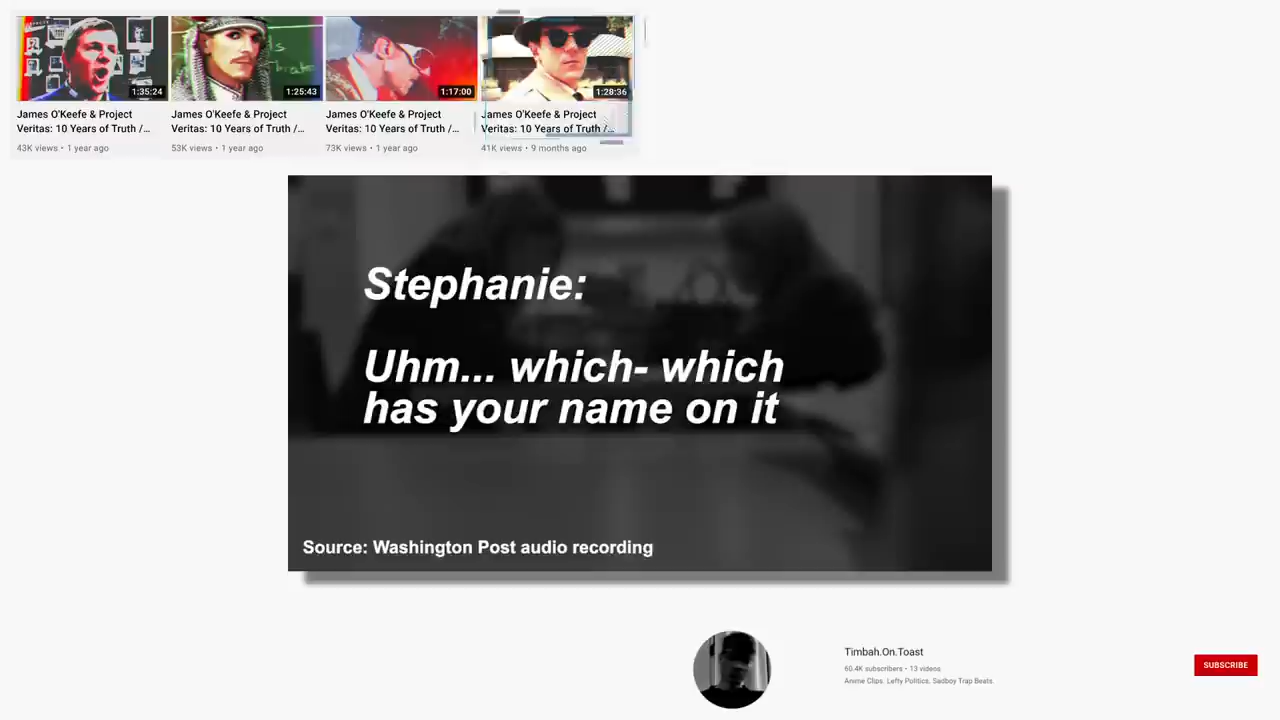 1:35:24
1:25:43
1:17:00
1:28:36
James O'Keefe & Project
Veritas: 10 Years of Truth /...
43K views • 1 year ago
James O'Keefe & Project
Veritas: 10 Years of Truth /...
53K views • 1 year ago
James O'Keefe & Project
Veritas: 10 Years of Truth /...
73K views • 1 year ago
James O'Keefe & Project
Veritas: 10 Years of Truth /...
41K views • 9 months ago
Stephanie:
Uhm... which- which
has your name on it
Source: Washington Post audio recording
Timbah.On.Toast
60.4K subscribers • 13 videos
Anime Clips. Lefty Politics. Sadboy Trap Beats.
SUBSCRIBE